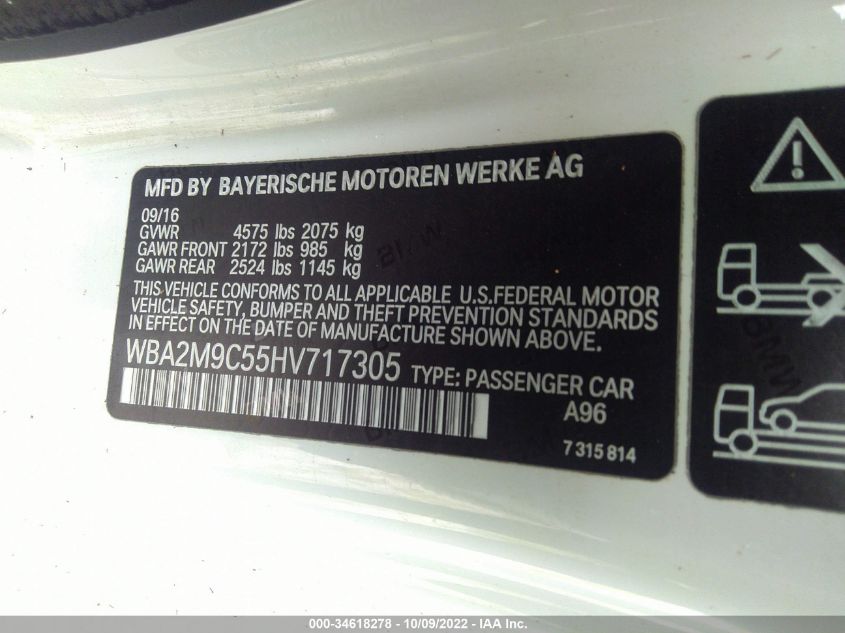 MFD BY BAYERISCHE MOTOREN WERKE AG
09/16
GVWR 4575 lbs 2075 kg
GAWR FRONT 2172 lbs 985 kg
GAWR REAR 2524 lbs 1145 kg
THIS VEHICLE CONFORMS TO ALL APPLICABLE U.S.FEDERAL MOTOR
VEHICLE SAFETY, BUMPER AND THEFT PREVENTION STANDARDS
IN EFFECT ON THE DATE OF MANUFACTURE SHOWN ABOVE.
WBA2M9C55HV717305 TYPE: PASSENGER CAR
A96
7 315 814
000-34618278 - 10/09/2022 - IAA Inc.